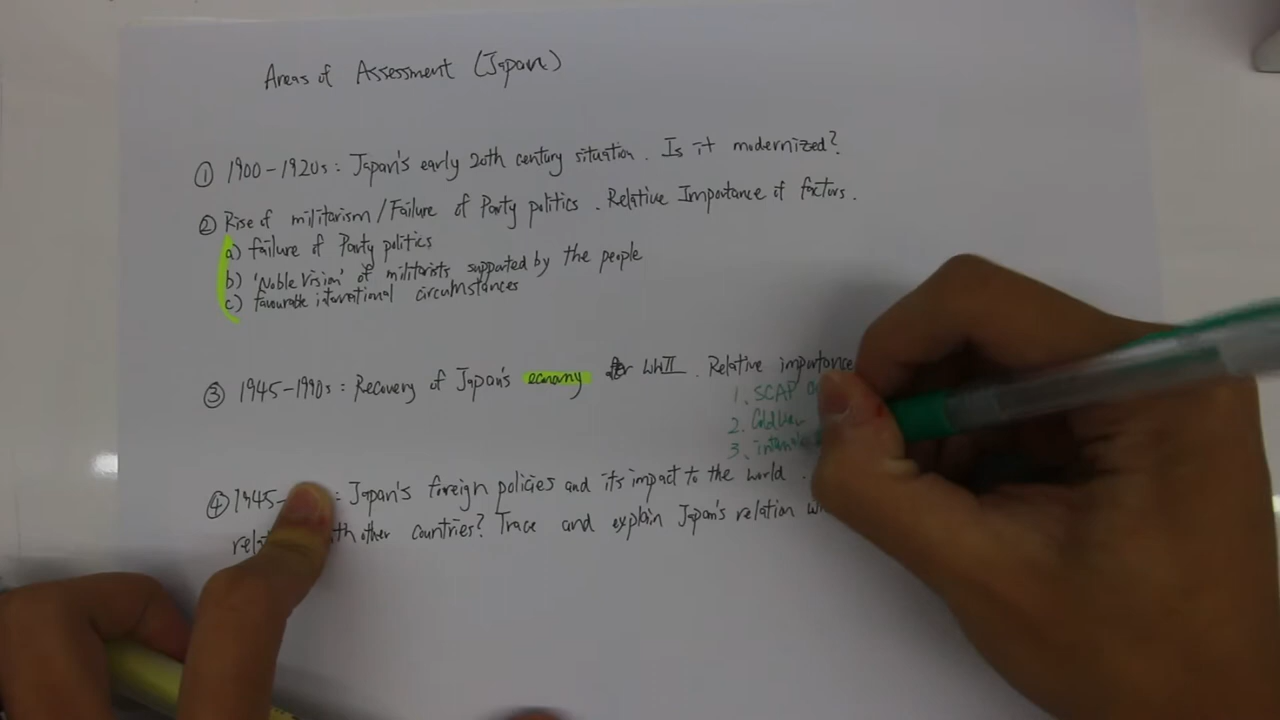 Areas of Assessment (Japan)
① 1900-1920s: Japan's early 20th century situation. Is it modernized?
② Rise of militarism/Failure of Party politics. Relative Importance of factors.
a) failure of Party politics
b) 'Noble Vision' of militarists supported by the people
c) favourable international circumstances
③ 1945-1990s: Recovery of Japan's economy after WWII. Relative importance
1. SCAP
2. Cold War
3.
④ 1945- : Japan's foreign policies and its impact to the world.
other countries? Trace and explain Japan's relation